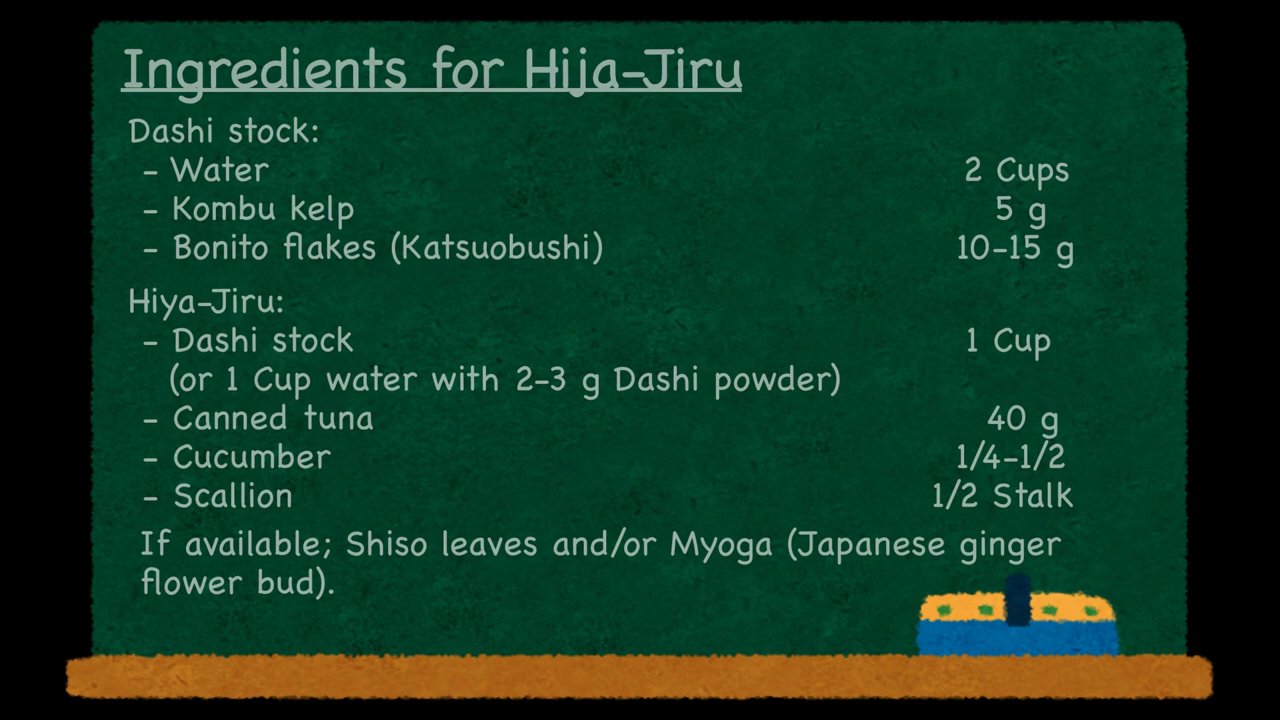 Ingredients for Hija-Jiru
Dashi stock:
– Water 2 Cups
– Kombu kelp 5 g
– Bonito flakes (Katsuobushi) 10-15 g
Hiya-Jiru:
– Dashi stock 1 Cup
(or 1 Cup water with 2-3 g Dashi powder)
– Canned tuna 40 g
– Cucumber 1/4-1/2
– Scallion 1/2 Stalk
If available; Shiso leaves and/or Myoga (Japanese ginger
flower bud).